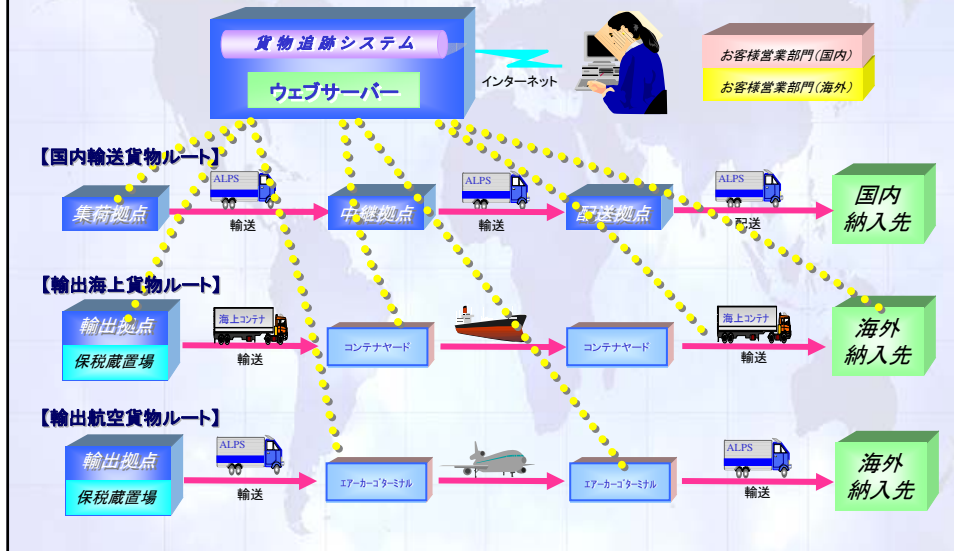 貨物追跡システム
ウェブサーバー
インターネット
お客様営業部門(国内)
お客様営業部門(海外)
【国内輸送貨物ルート】
集荷拠点
ALPS
輸送
中継拠点
ALPS
輸送
配送拠点
ALPS
配送
国内
納入先
【輸出海上貨物ルート】
輸出拠点
保税蔵置場
海上コンテナ
輸送
コンテナヤード
コンテナヤード
海上コンテナ
輸送
海外
納入先
【輸出航空貨物ルート】
輸出拠点
保税蔵置場
ALPS
輸送
エアーカーゴターミナル
エアーカーゴターミナル
ALPS
輸送
海外
納入先